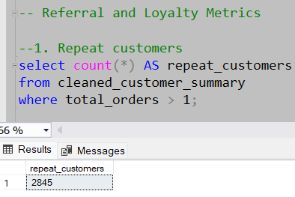 -- Referral and Loyalty Metrics
--1. Repeat customers
select count(*) AS repeat_customers
from cleaned_customer_summary
where total_orders > 1;
56 %
Results Messages
repeat_customers
1 2845